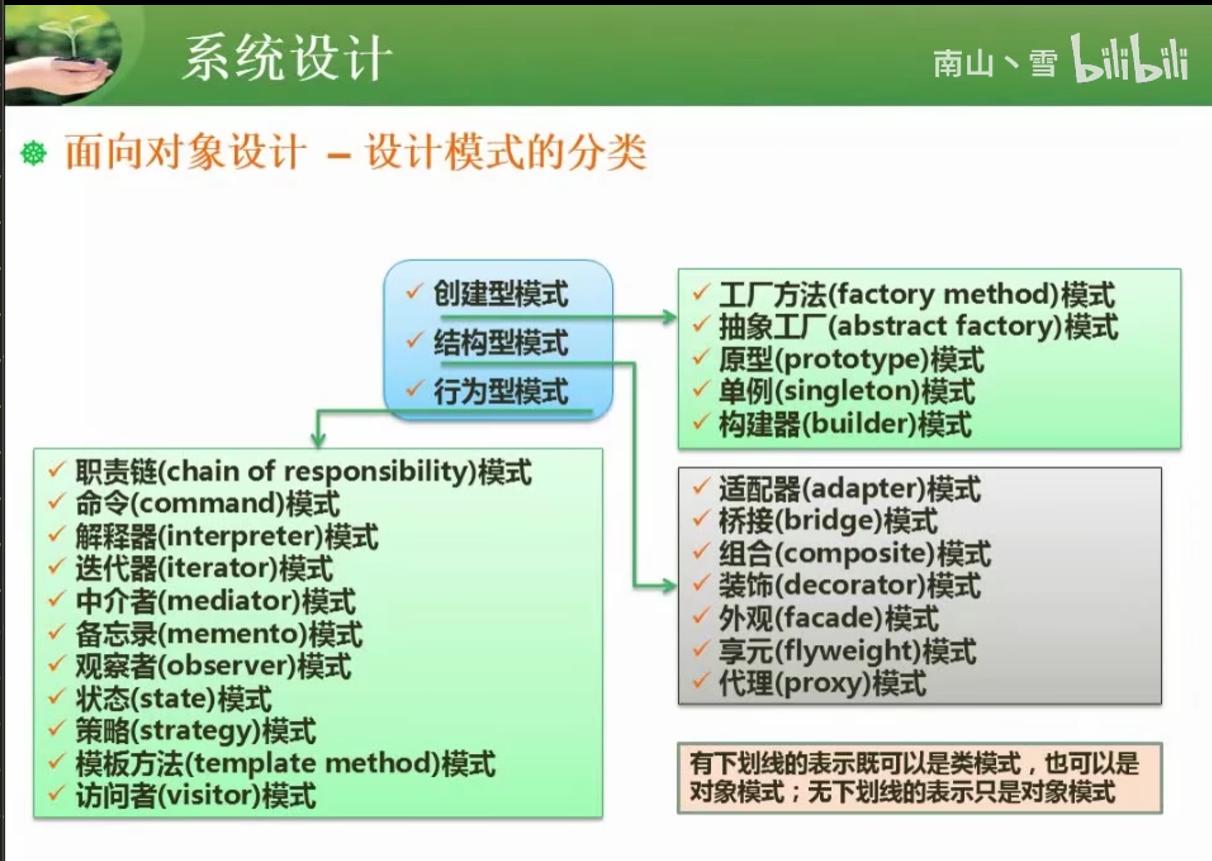 系统设计
南山丶雪 bilibili
面向对象设计 – 设计模式的分类
创建型模式
结构型模式
行为型模式
工厂方法(factory method)模式
抽象工厂(abstract factory)模式
原型(prototype)模式
单例(singleton)模式
构建器(builder)模式
职责链(chain of responsibility)模式
命令(command)模式
解释器(interpreter)模式
迭代器(iterator)模式
中介者(mediator)模式
备忘录(memento)模式
观察者(observer)模式
状态(state)模式
策略(strategy)模式
模板方法(template method)模式
访问者(visitor)模式
适配器(adapter)模式
桥接(bridge)模式
组合(composite)模式
装饰(decorator)模式
外观(facade)模式
享元(flyweight)模式
代理(proxy)模式
有下划线的表示既可以是类模式，也可以是
对象模式；无下划线的表示只是对象模式